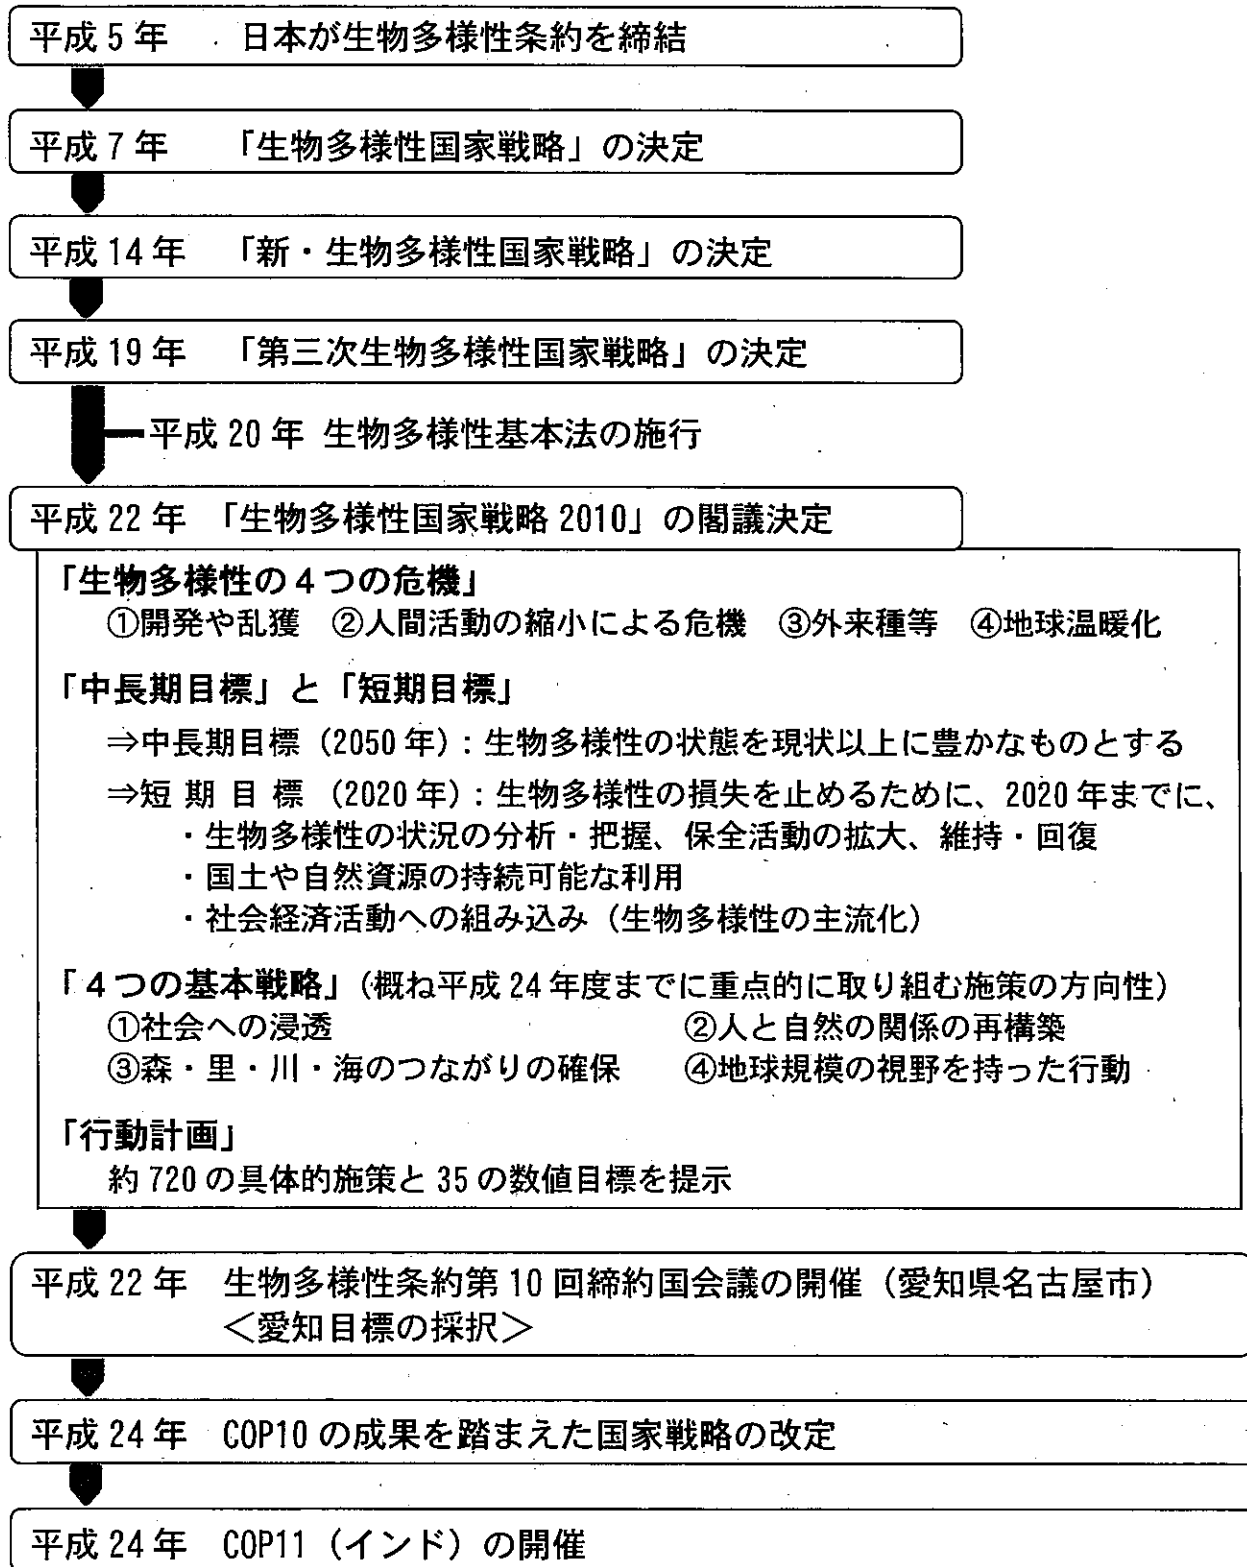 平成5年 日本が生物多様性条約を締結
平成7年 「生物多様性国家戦略」の決定
平成14年 「新・生物多様性国家戦略」の決定
平成19年 「第三次生物多様性国家戦略」の決定
平成20年 生物多様性基本法の施行
平成22年 「生物多様性国家戦略2010」の閣議決定
「生物多様性の4つの危機」
①開発や乱獲 ②人間活動の縮小による危機 ③外来種等 ④地球温暖化
「中長期目標」と「短期目標」
⇒中長期目標(2050年):生物多様性の状態を現状以上に豊かなものとする
⇒短期目標(2020年):生物多様性の損失を止めるために、2020年までに、
・生物多様性の状況の分析・把握、保全活動の拡大、維持・回復
・国土や自然資源の持続可能な利用
・社会経済活動への組み込み(生物多様性の主流化)
「4つの基本戦略」(概ね平成24年度までに重点的に取り組む施策の方向性)
①社会への浸透 ②人と自然の関係の再構築
③森・里・川・海のつながりの確保 ④地球規模の視野を持った行動
「行動計画」
約720の具体的施策と35の数値目標を提示
平成22年 生物多様性条約第10回締約国会議の開催(愛知県名古屋市)
<愛知目標の採択>
平成24年 COP10の成果を踏まえた国家戦略の改定
平成24年 COP11(インド)の開催